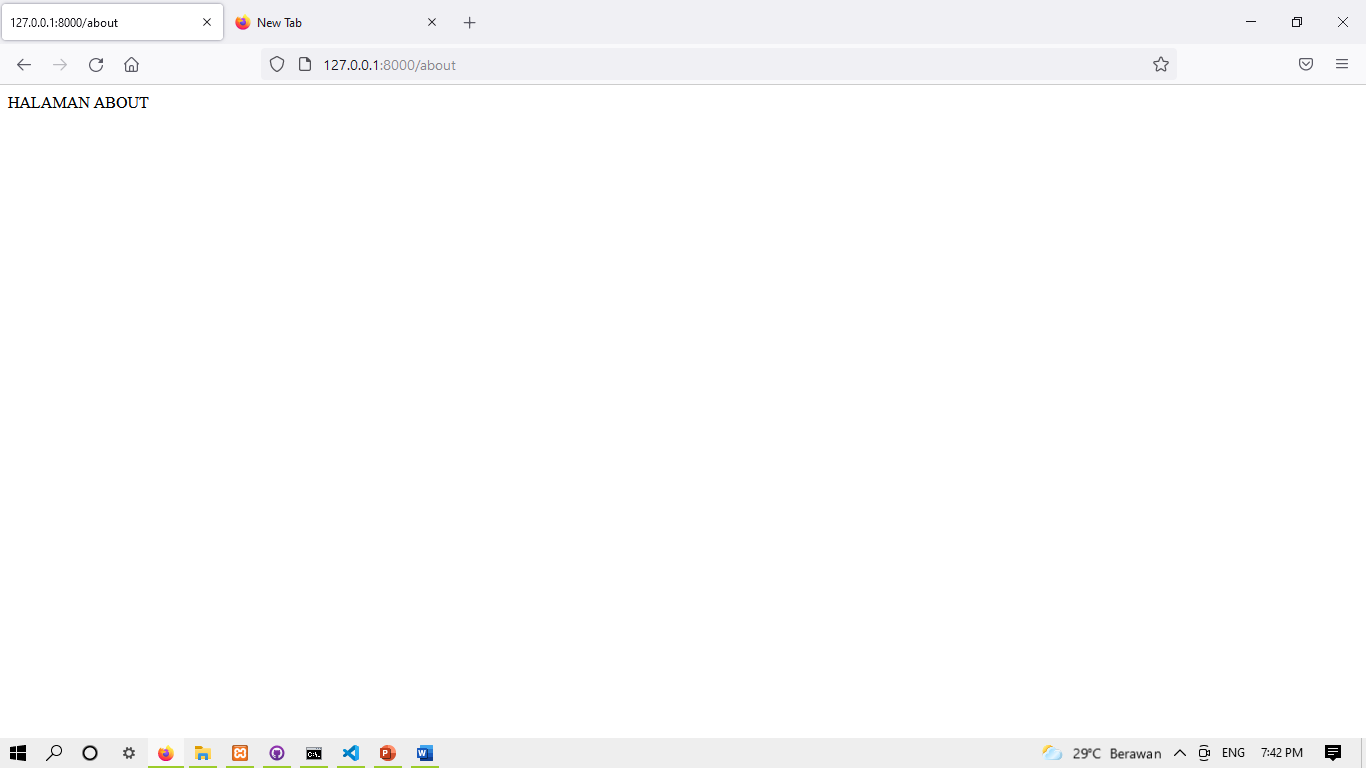 127.0.0.1:8000/about
New Tab
127.0.0.1:8000/about
HALAMAN ABOUT
29°C Berawan
ENG
7:42 PM